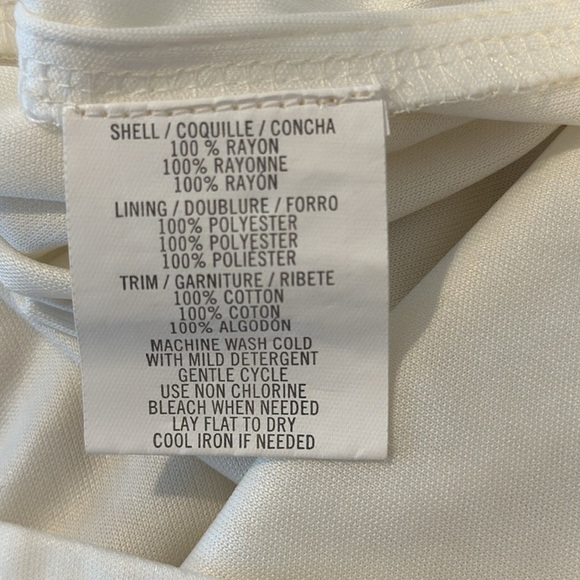 SHELL / COQUILLE / CONCHA
100 % RAYON
100% RAYONNE
100% RAYÓN
LINING / DOUBLURE / FORRO
100% POLYESTER
100% POLYESTER
100% POLIÉSTER
TRIM / GARNITURE / RIBETE
100% COTTON
100% COTON
100% ALGODÓN
MACHINE WASH COLD
WITH MILD DETERGENT
GENTLE CYCLE
USE NON CHLORINE
BLEACH WHEN NEEDED
LAY FLAT TO DRY
COOL IRON IF NEEDED